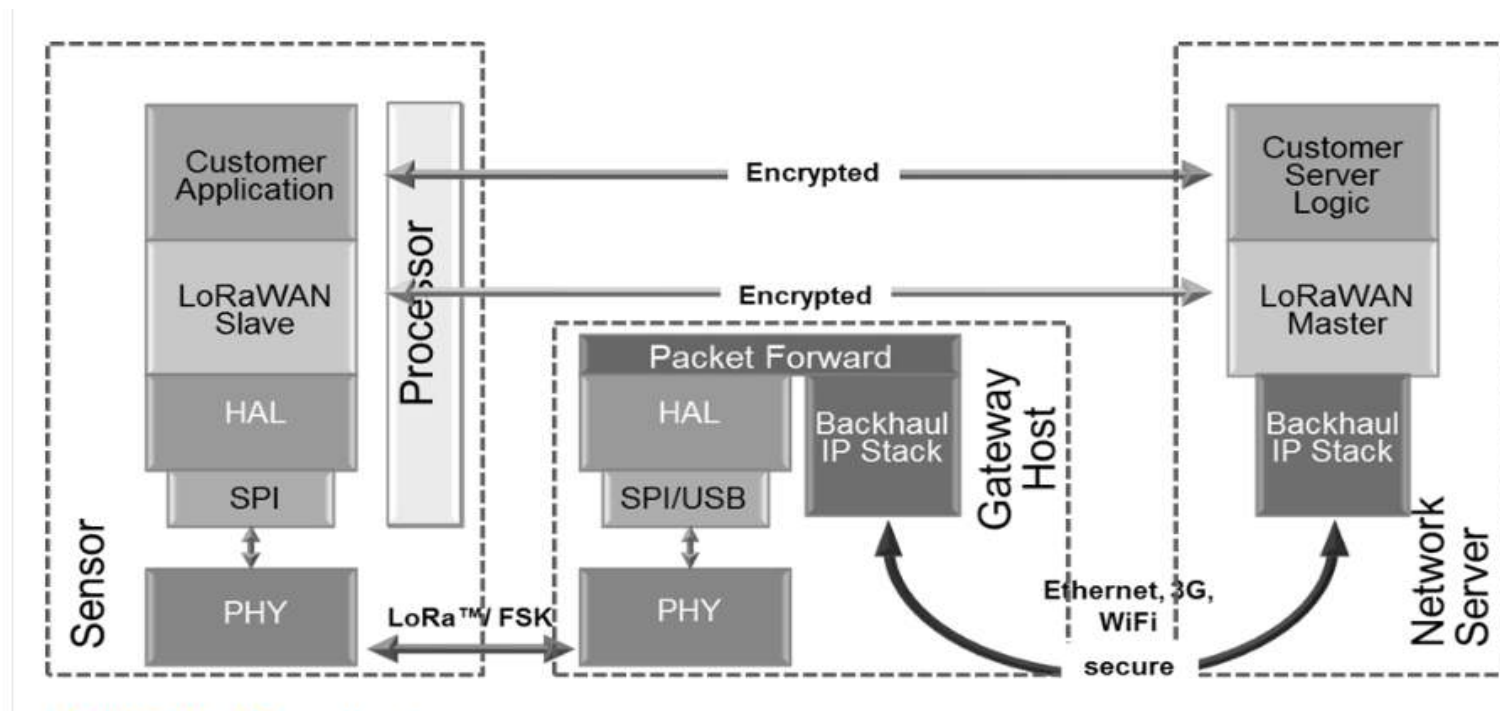 Customer
Application
LoRaWAN
Slave
HAL
SPI
PHY
Sensor
Processor
Encrypted
Encrypted
LoRa™/ FSK
Packet Forward
HAL
SPI/USB
PHY
Backhaul
IP Stack
Gateway
Host
Ethernet, 3G,
WiFi
secure
Customer
Server
Logic
LoRaWAN
Master
Backhaul
IP Stack
Network
Server